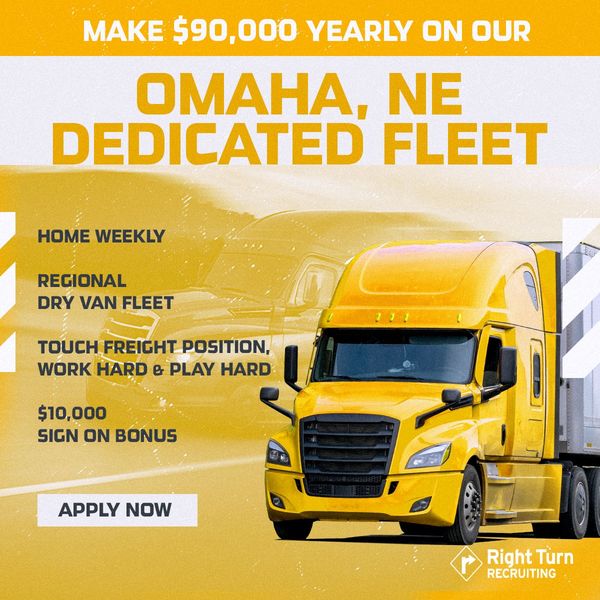 MAKE $90,000 YEARLY ON OUR
OMAHA, NE
DEDICATED FLEET
HOME WEEKLY
REGIONAL
DRY VAN FLEET
TOUCH FREIGHT POSITION,
WORK HARD & PLAY HARD
$10,000
SIGN ON BONUS
APPLY NOW
Right Turn
RECRUITING